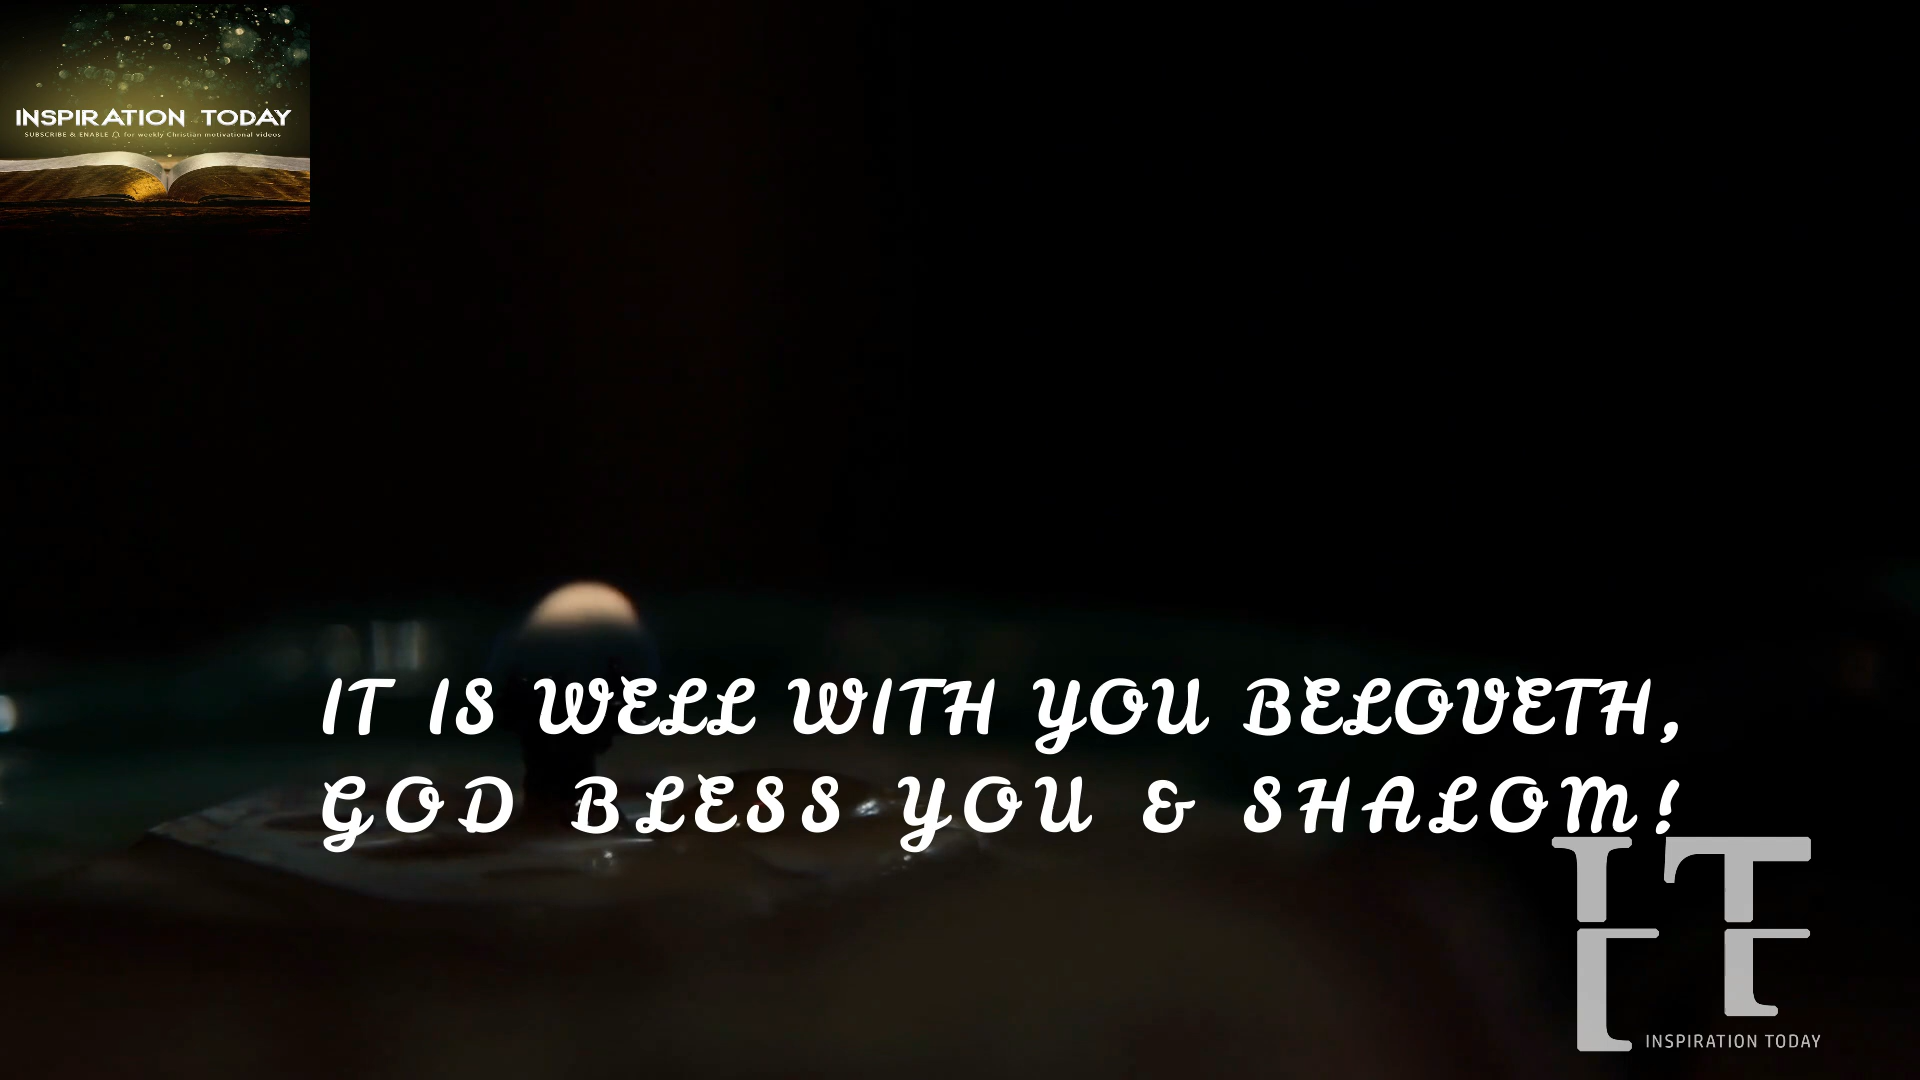 INSPIRATION TODAY
SUBSCRIBE & ENABLE for weekly Christian motivational videos
IT IS WELL WITH YOU BELOVETH,
GOD BLESS YOU & SHALOM!
IT
INSPIRATION TODAY